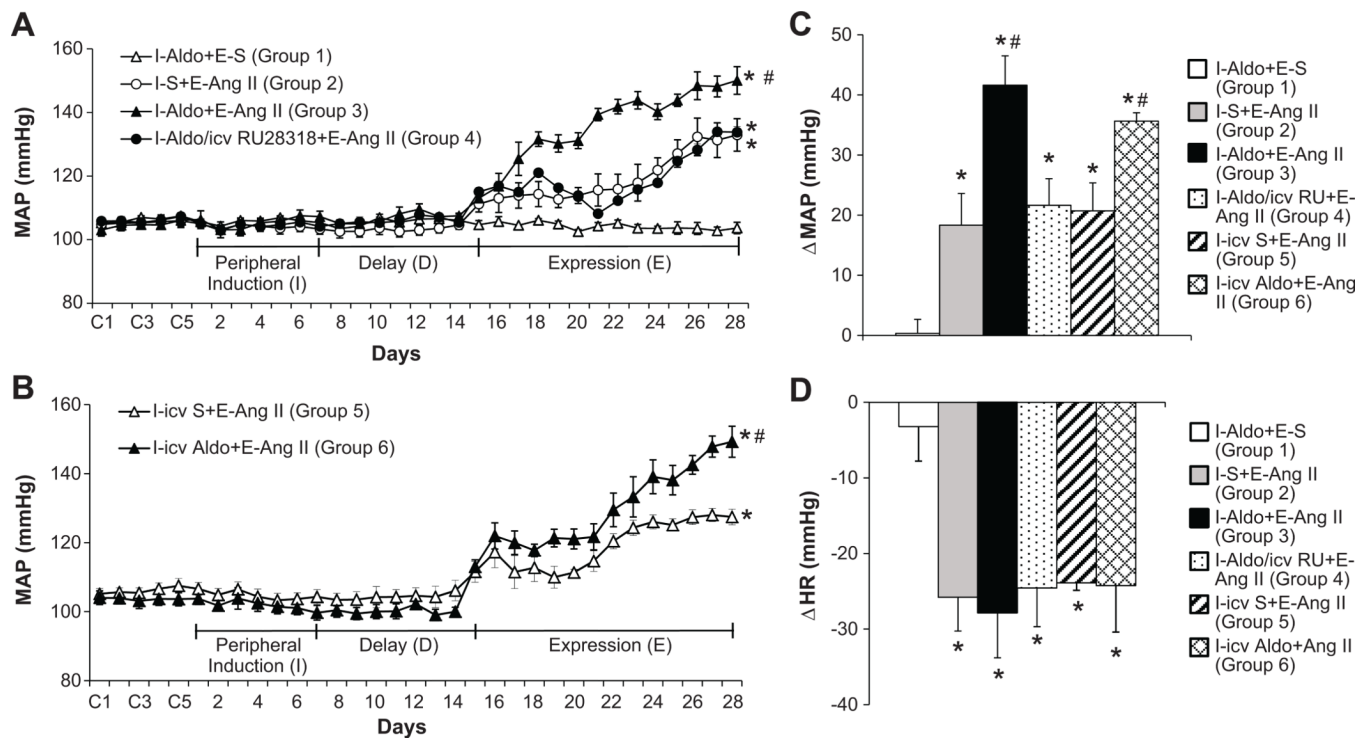 A
MAP (mmHg)
160
140
120
100
80
I-Aldo+E-S (Group 1)
I-S+E-Ang II (Group 2)
I-Aldo+E-Ang II (Group 3)
I-Aldo/icv RU28318+E-Ang II (Group 4)
* #
*
*
Peripheral
Induction (I)
Delay (D)
Expression (E)
C1 C3 C5 2 4 6 8 10 12 14 16 18 20 22 24 26 28
Days
B
MAP (mmHg)
160
140
120
100
80
I-icv S+E-Ang II (Group 5)
I-icv Aldo+E-Ang II (Group 6)
* #
*
Peripheral
Induction (I)
Delay (D)
Expression (E)
C1 C3 C5 2 4 6 8 10 12 14 16 18 20 22 24 26 28
Days
C
Δ MAP (mmHg)
50
40
30
20
10
0
*
* #
*
*
* #
I-Aldo+E-S
(Group 1)
I-S+E-Ang II
(Group 2)
I-Aldo+E-Ang II
(Group 3)
I-Aldo/icv RU+E-
Ang II (Group 4)
I-icv S+E-Ang II
(Group 5)
I-icv Aldo+E-Ang
II (Group 6)
D
Δ HR (mmHg)
0
-10
-20
-30
-40
*
*
*
*
*
I-Aldo+E-S
(Group 1)
I-S+E-Ang II
(Group 2)
I-Aldo+E-Ang II
(Group 3)
I-Aldo/icv RU+E-
Ang II (Group 4)
I-icv S+E-Ang II
(Group 5)
I-icv Aldo+Ang II
(Group 6)